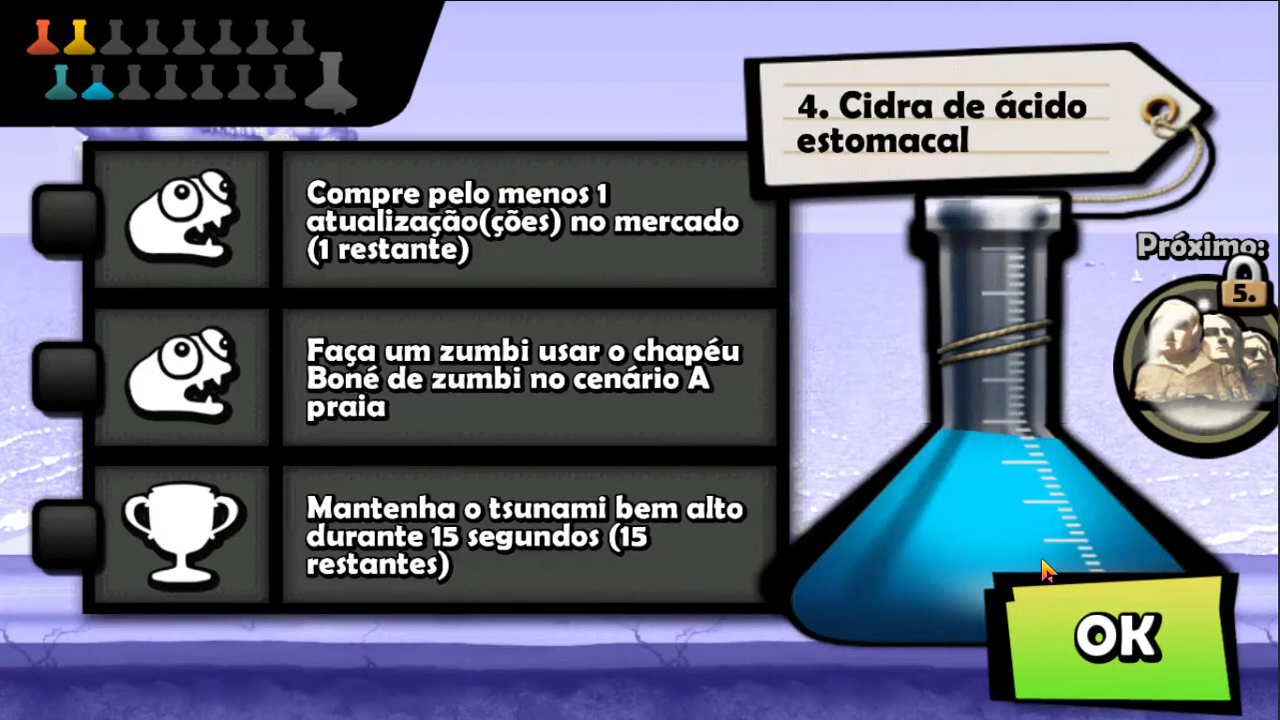 4. Cidra de ácido
estomacal
Compre pelo menos 1
atualização(ções) no mercado
(1 restante)
Faça um zumbi usar o chapéu
Boné de zumbi no cenário A
praia
Mantenha o tsunami bem alto
durante 15 segundos (15
restantes)
Próximo:
5.
OK